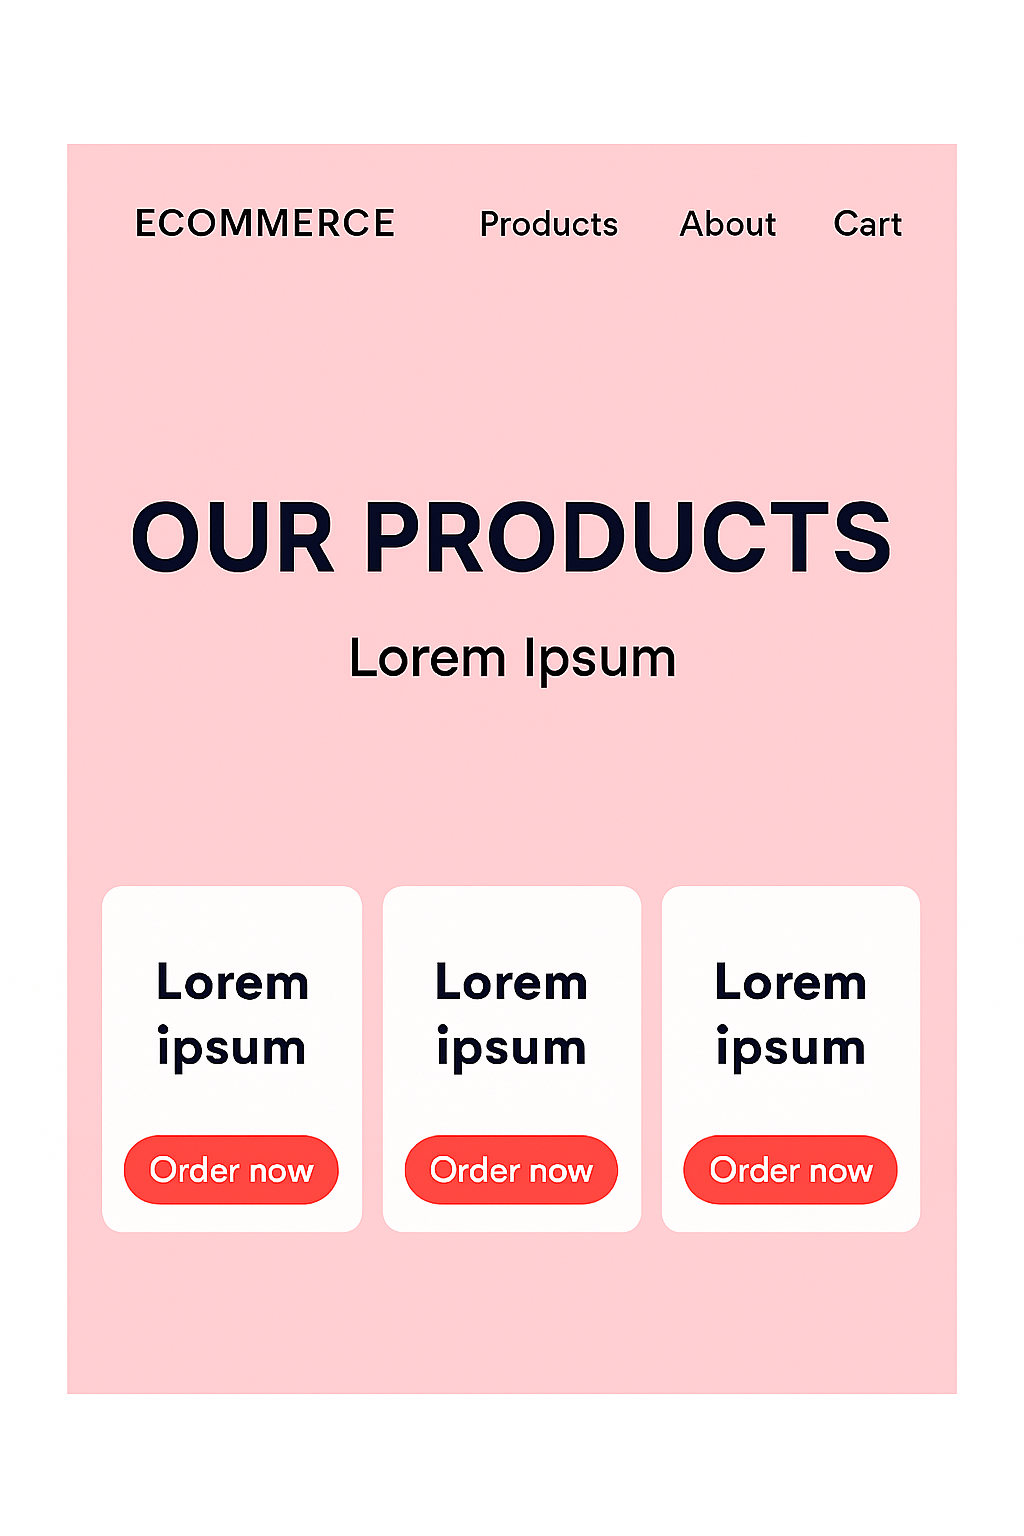 ECOMMERCE Products About Cart
OUR PRODUCTS
Lorem Ipsum
Lorem
ipsum
Order now
Lorem
ipsum
Order now
Lorem
ipsum
Order now